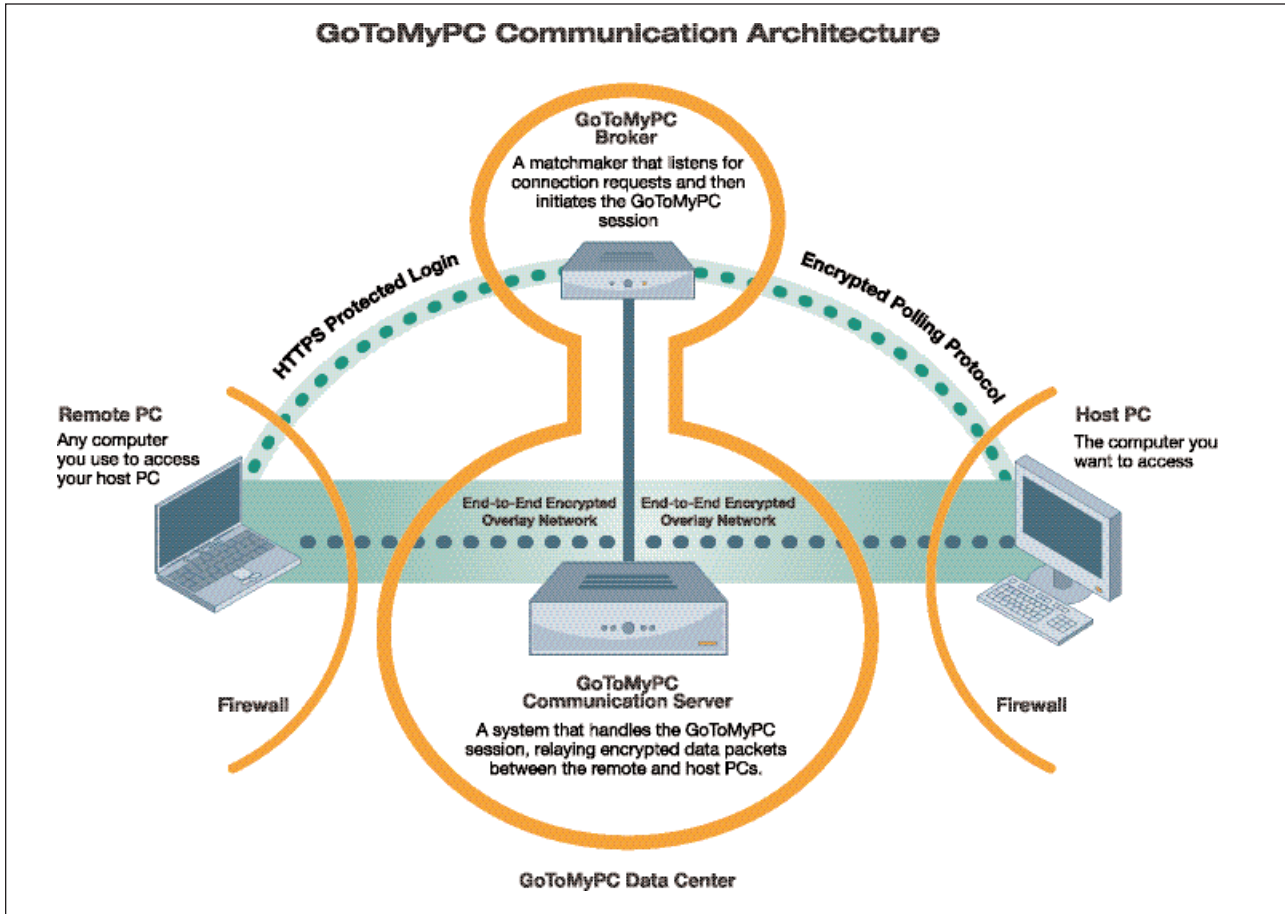 GoToMyPC Communication Architecture
GoToMyPC
Broker
A matchmaker that listens for
connection requests and then
initiates the GoToMyPC
session
HTTPS Protected Login
Encrypted Polling Protocol
Remote PC
Any computer
you use to access
your host PC
Host PC
The computer you
want to access
End-to-End Encrypted
Overlay Network
End-to-End Encrypted
Overlay Network
Firewall
GoToMyPC
Communication Server
A system that handles the GoToMyPC
session, relaying encrypted data packets
between the remote and host PCs.
Firewall
GoToMyPC Data Center